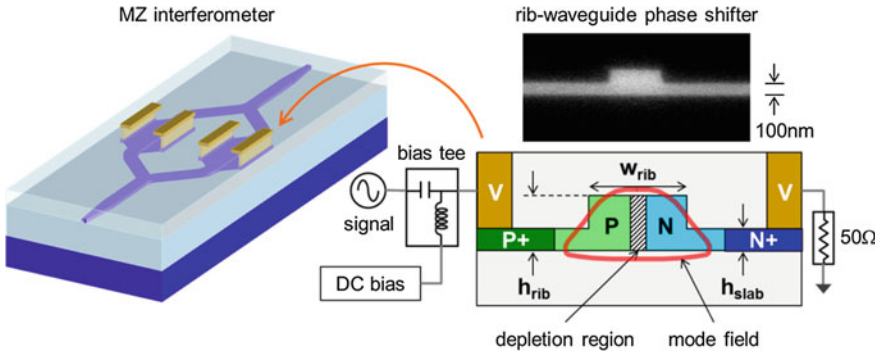 MZ interferometer
rib-waveguide phase shifter
100nm
bias tee
signal
DC bias
V
w_rib
V
P
N
P+
N+
50Ω
h_rib
h_slab
depletion region
mode field